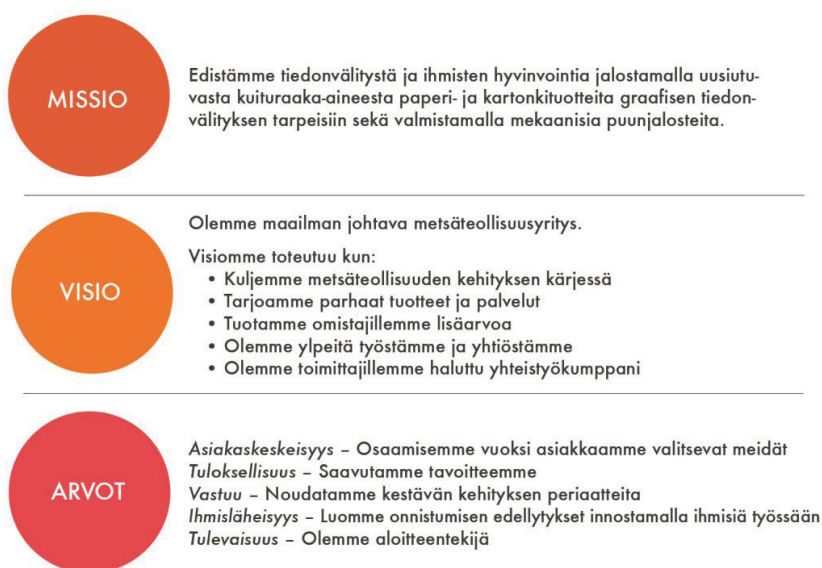 MISSIO
Edistämme tiedonvälitystä ja ihmisten hyvinvointia jalostamalla uusiutu-
vasta kuituraaka-aineesta paperi- ja kartonkituotteita graafisen tiedon-
välityksen tarpeisiin sekä valmistamalla mekaanisia puunjalosteita.
VISIO
Olemme maailman johtava metsäteollisuusyritys.
Visiomme toteutuu kun:
• Kuljemme metsäteollisuuden kehityksen kärjessä
• Tarjoamme parhaat tuotteet ja palvelut
• Tuotamme omistajillemme lisäarvoa
• Olemme ylpeitä työstämme ja yhtiöstämme
• Olemme toimittajillemme haluttu yhteistyökumppani
ARVOT
Asiakaskeskeisyys – Osaamisemme vuoksi asiakkaamme valitsevat meidät
Tuloksellisuus – Saavutamme tavoitteemme
Vastuu – Noudatamme kestävän kehityksen periaatteita
Ihmisläheisyys – Luomme onnistumisen edellytykset innostamalla ihmisiä työssään
Tulevaisuus – Olemme aloitteentekijä